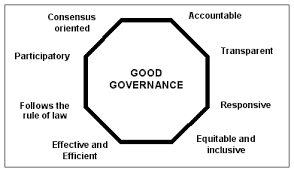 Consensus
oriented
Accountable
Participatory
Transparent
GOOD
GOVERNANCE
Follows the
rule of law
Responsive
Effective and
Efficient
Equitable and
inclusive